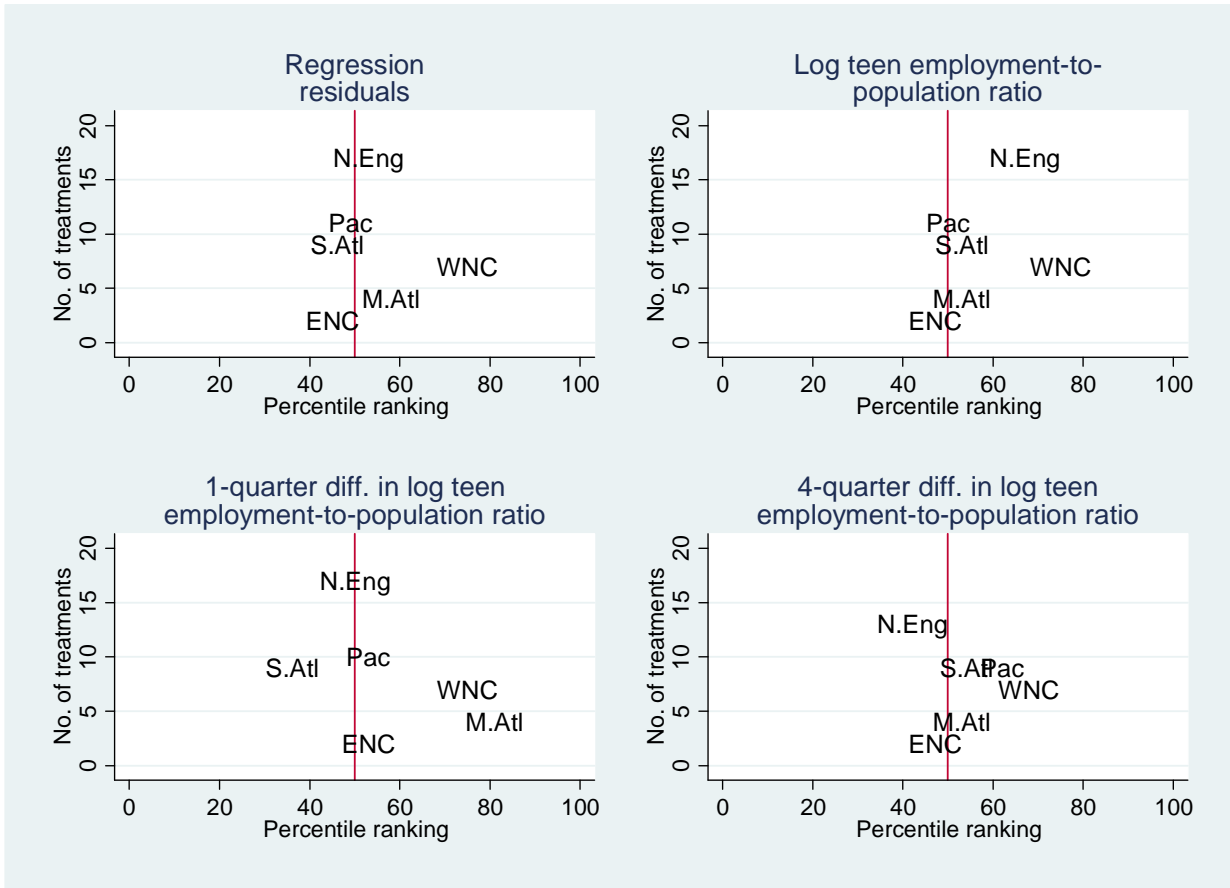 Regression
residuals
No. of treatments
20
15
10
5
0
N.Eng
Pac
S.Atl
WNC
M.Atl
ENC
0 20 40 60 80 100
Percentile ranking
Log teen employment-to-
population ratio
No. of treatments
20
15
10
5
0
N.Eng
Pac
S.Atl
WNC
M.Atl
ENC
0 20 40 60 80 100
Percentile ranking
1-quarter diff. in log teen
employment-to-population ratio
No. of treatments
20
15
10
5
0
N.Eng
Pac
S.Atl
WNC
M.Atl
ENC
0 20 40 60 80 100
Percentile ranking
4-quarter diff. in log teen
employment-to-population ratio
No. of treatments
20
15
10
5
0
N.Eng
S.Atl
Pac
WNC
M.Atl
ENC
0 20 40 60 80 100
Percentile ranking